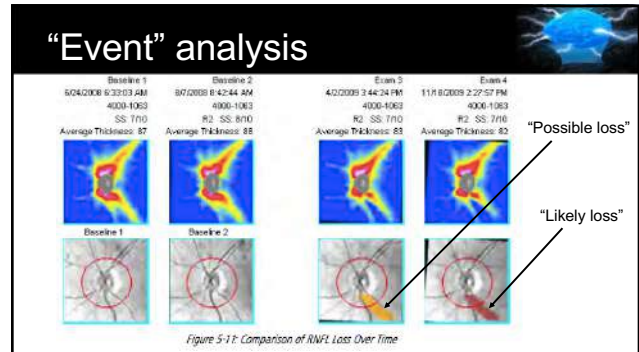 “Event” analysis
Baseline 1
6/24/2008 6:33:03 AM
4000-1063
SS: 7/10
Average Thickness: 87
Baseline 2
8/7/2008 8:42:44 AM
4000-1063
R2 SS: 8/10
Average Thickness: 88
Exam 3
4/2/2009 3:44:24 PM
4000-1063
R2 SS: 7/10
Average Thickness: 83
Exam 4
11/18/2009 2:27:57 PM
4000-1063
R2 SS: 7/10
Average Thickness: 82
“Possible loss”
“Likely loss”
Baseline 1
Baseline 2
Figure 5-11: Comparison of RNFL Loss Over Time